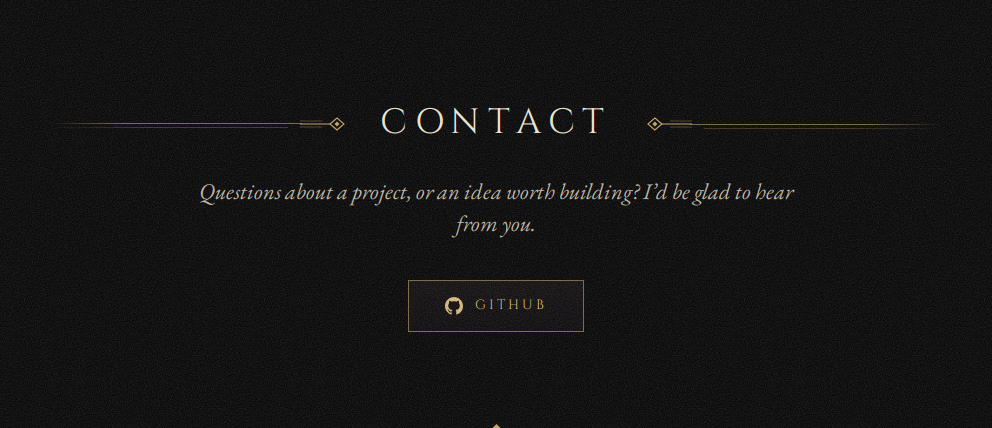 CONTACT
Questions about a project, or an idea worth building? I’d be glad to hear
from you.
GITHUB